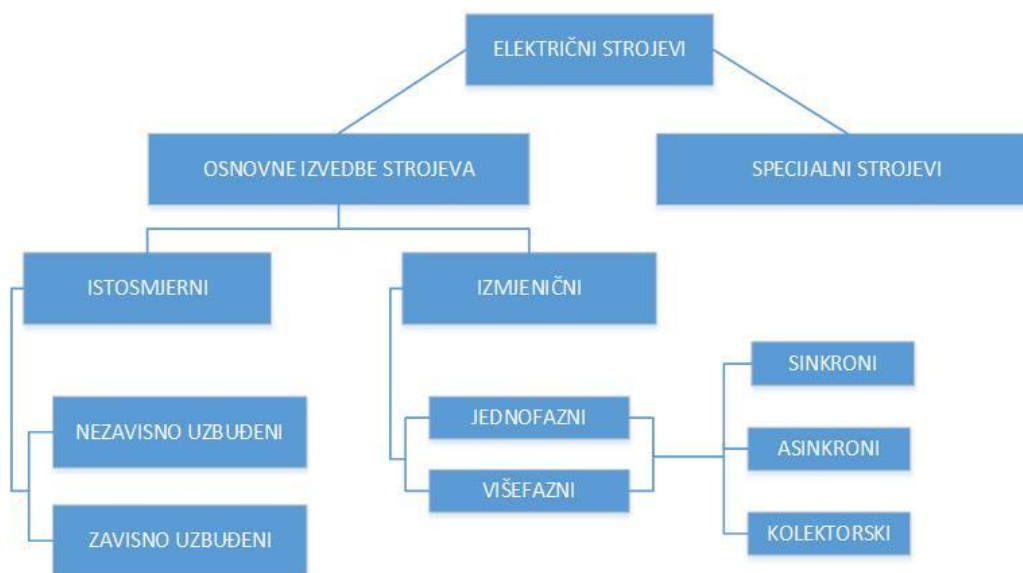 ELEKTRIČNI STROJEVI
OSNOVNE IZVEDBE STROJEVA
SPECIJALNI STROJEVI
ISTOSMJERNI
IZMJENIČNI
SINKRONI
NEZAVISNO UZBUĐENI
JEDNOFAZNI
ASINKRONI
VIŠEFAZNI
ZAVISNO UZBUĐENI
KOLEKTORSKI